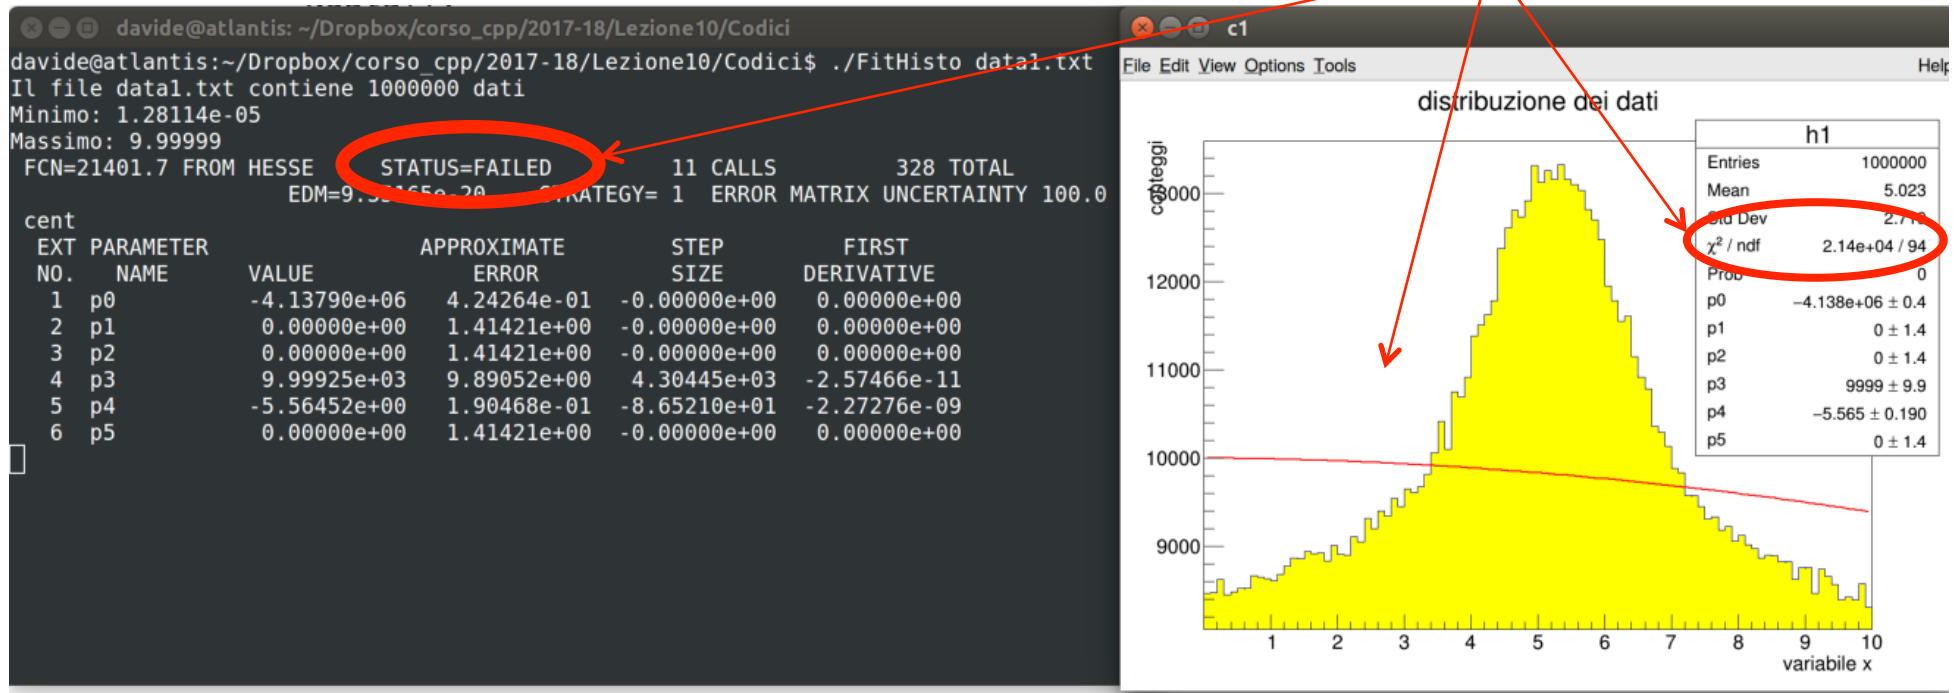 davide@atlantis: ~/Dropbox/corso_cpp/2017-18/Lezione10/Codici
davide@atlantis:~/Dropbox/corso_cpp/2017-18/Lezione10/Codici$ ./FitHisto data1.txt
Il file data1.txt contiene 1000000 dati
Minimo: 1.28114e-05
Massimo: 9.99999
FCN=21401.7 FROM HESSE STATUS=FAILED 11 CALLS 328 TOTAL
STRATEGY= 1 ERROR MATRIX UNCERTAINTY 100.0
cent
EXT PARAMETER APPROXIMATE STEP FIRST
NO. NAME VALUE ERROR SIZE DERIVATIVE
1 p0 -4.13790e+06 4.24264e-01 -0.00000e+00 0.00000e+00
2 p1 0.00000e+00 1.41421e+00 -0.00000e+00 0.00000e+00
3 p2 0.00000e+00 1.41421e+00 -0.00000e+00 0.00000e+00
4 p3 9.99925e+03 9.89052e+00 4.30445e+03 -2.57466e-11
5 p4 -5.56452e+00 1.90468e-01 -8.65210e+01 -2.27276e-09
6 p5 0.00000e+00 1.41421e+00 -0.00000e+00 0.00000e+00
c1
File Edit View Options Tools Help
distribuzione dei dati
h1
Entries 1000000
Mean 5.023
Std Dev
χ² / ndf 2.14e+04 / 94
Prob 0
p0 −4.138e+06 ± 0.4
p1 0 ± 1.4
p2 0 ± 1.4
p3 9999 ± 9.9
p4 −5.565 ± 0.190
p5 0 ± 1.4
conteggi
13000
12000
11000
10000
9000
1 2 3 4 5 6 7 8 9 10
variabile x